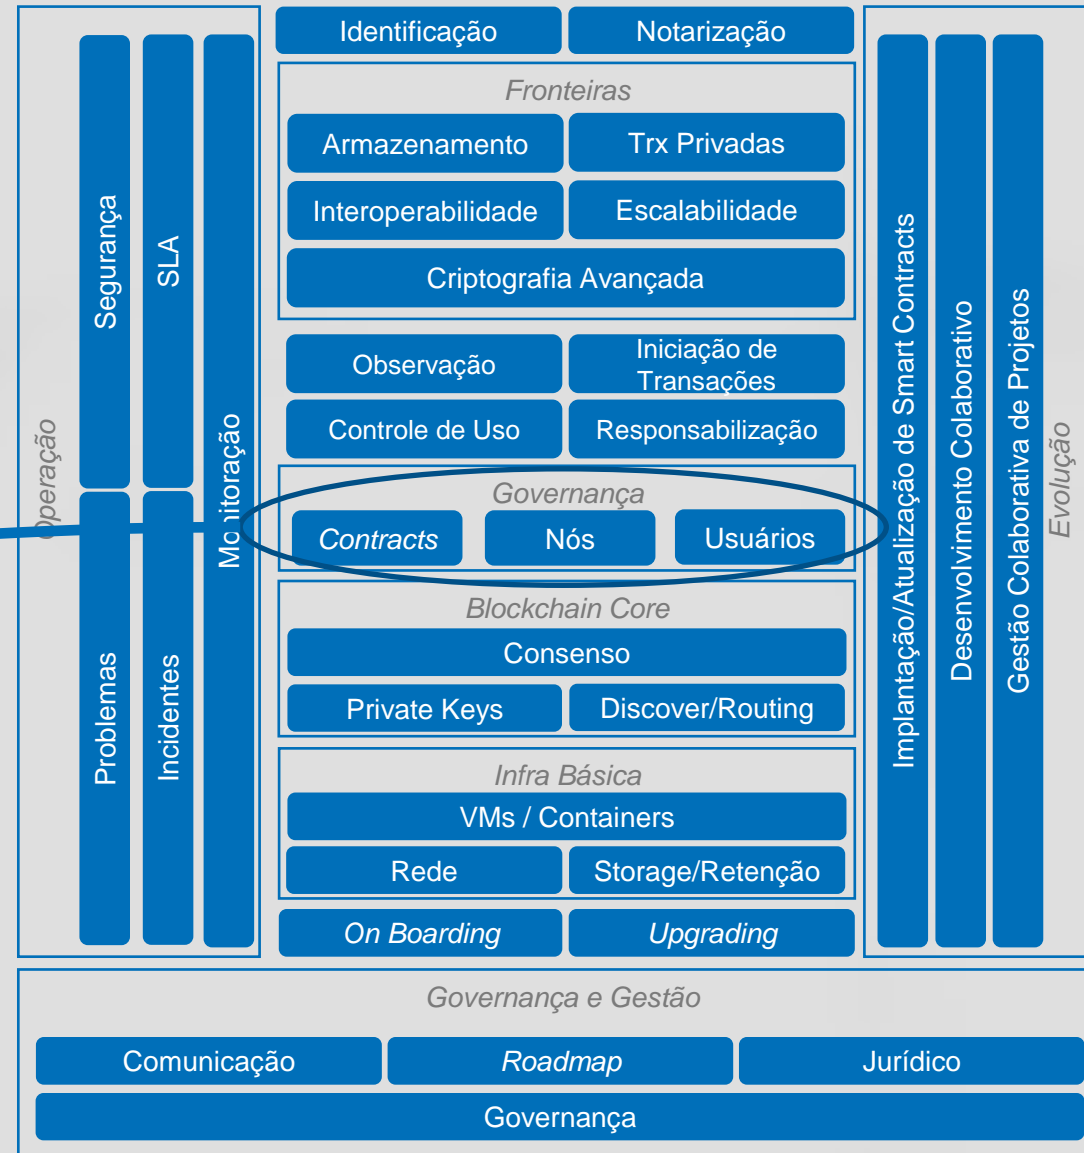 Operação
Segurança
SLA
Monitoração
Problemas
Incidentes
Identificação
Notarização
Fronteiras
Armazenamento
Trx Privadas
Interoperabilidade
Escalabilidade
Criptografia Avançada
Observação
Iniciação de
Transações
Controle de Uso
Responsabilização
Governança
Contracts
Nós
Usuários
Blockchain Core
Consenso
Private Keys
Discover/Routing
Infra Básica
VMs / Containers
Rede
Storage/Retenção
On Boarding
Upgrading
Implantação/Atualização de Smart Contracts
Desenvolvimento Colaborativo
Gestão Colaborativa de Projetos
Evolução
Governança e Gestão
Comunicação
Roadmap
Jurídico
Governança